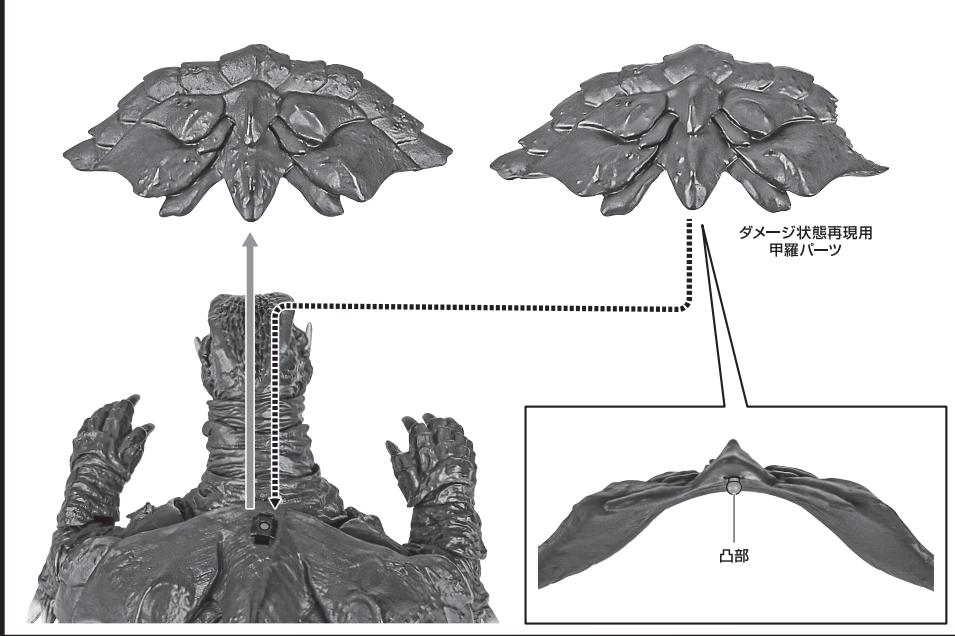 ダメージ状態再現用
甲羅パーツ
凸部